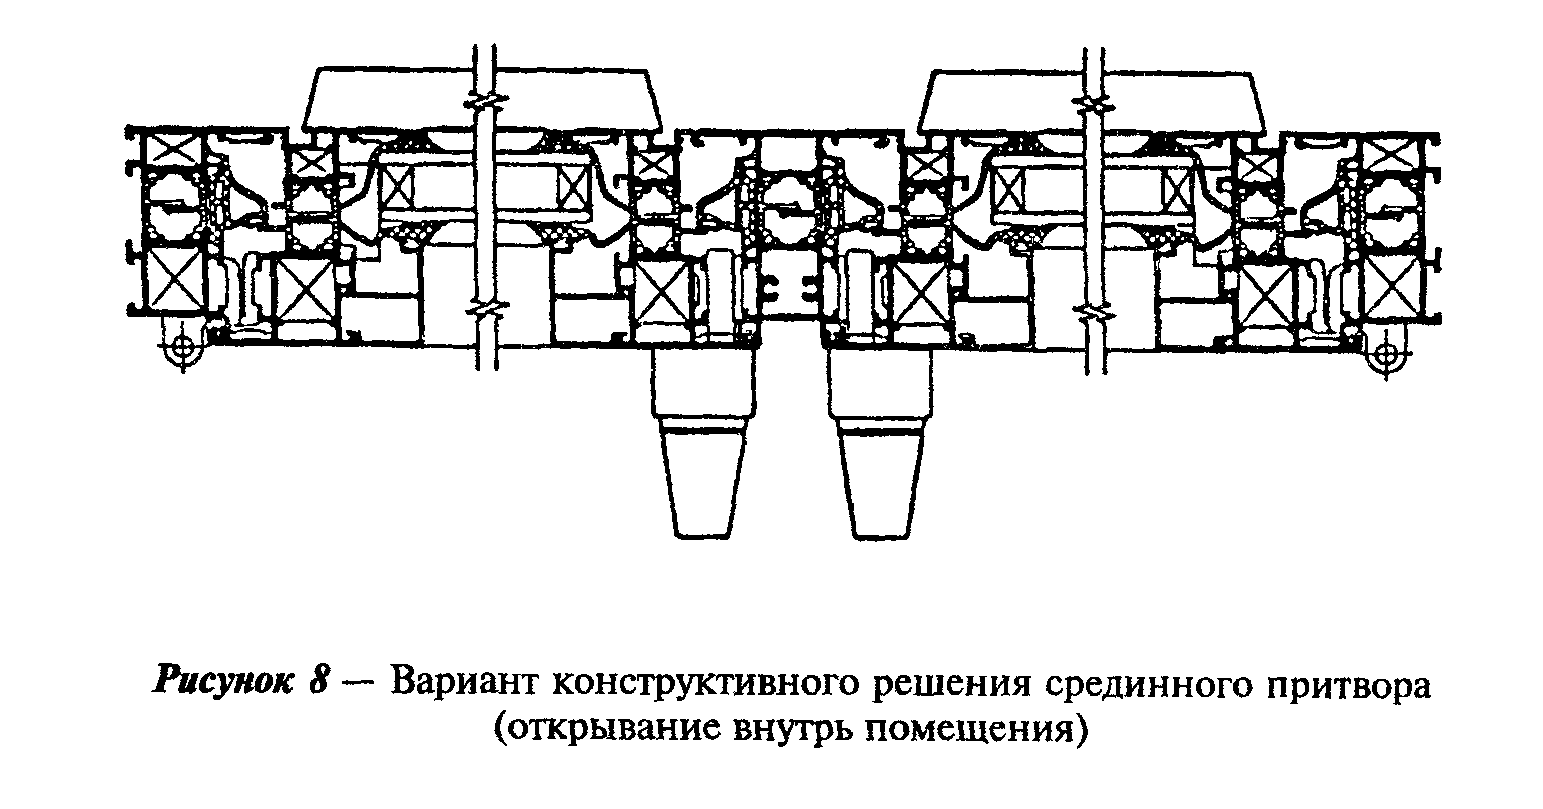 Рисунок 8 — Вариант конструктивного решения срединного притвора
(открывание внутрь помещения)